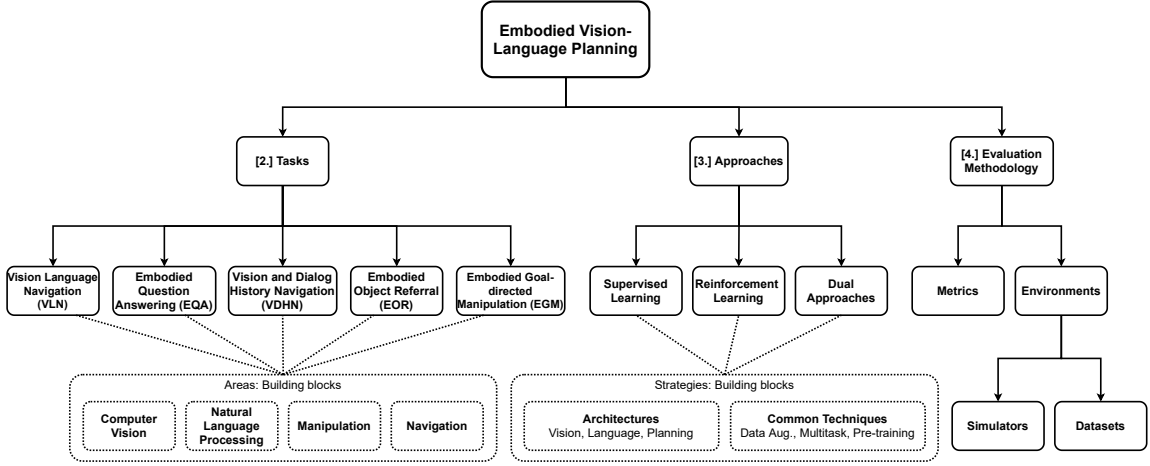 Embodied Vision-
Language Planning
[2.] Tasks
[3.] Approaches
[4.] Evaluation
Methodology
Vision Language
Navigation
(VLN)
Embodied
Question
Answering (EQA)
Vision and Dialog
History Navigation
(VDHN)
Embodied
Object Referral
(EOR)
Embodied Goal-
directed
Manipulation (EGM)
Supervised
Learning
Reinforcement
Learning
Dual
Approaches
Metrics
Environments
Areas: Building blocks
Computer
Vision
Natural
Language
Processing
Manipulation
Navigation
Strategies: Building blocks
Architectures
Vision, Language, Planning
Common Techniques
Data Aug., Multitask, Pre-training
Simulators
Datasets